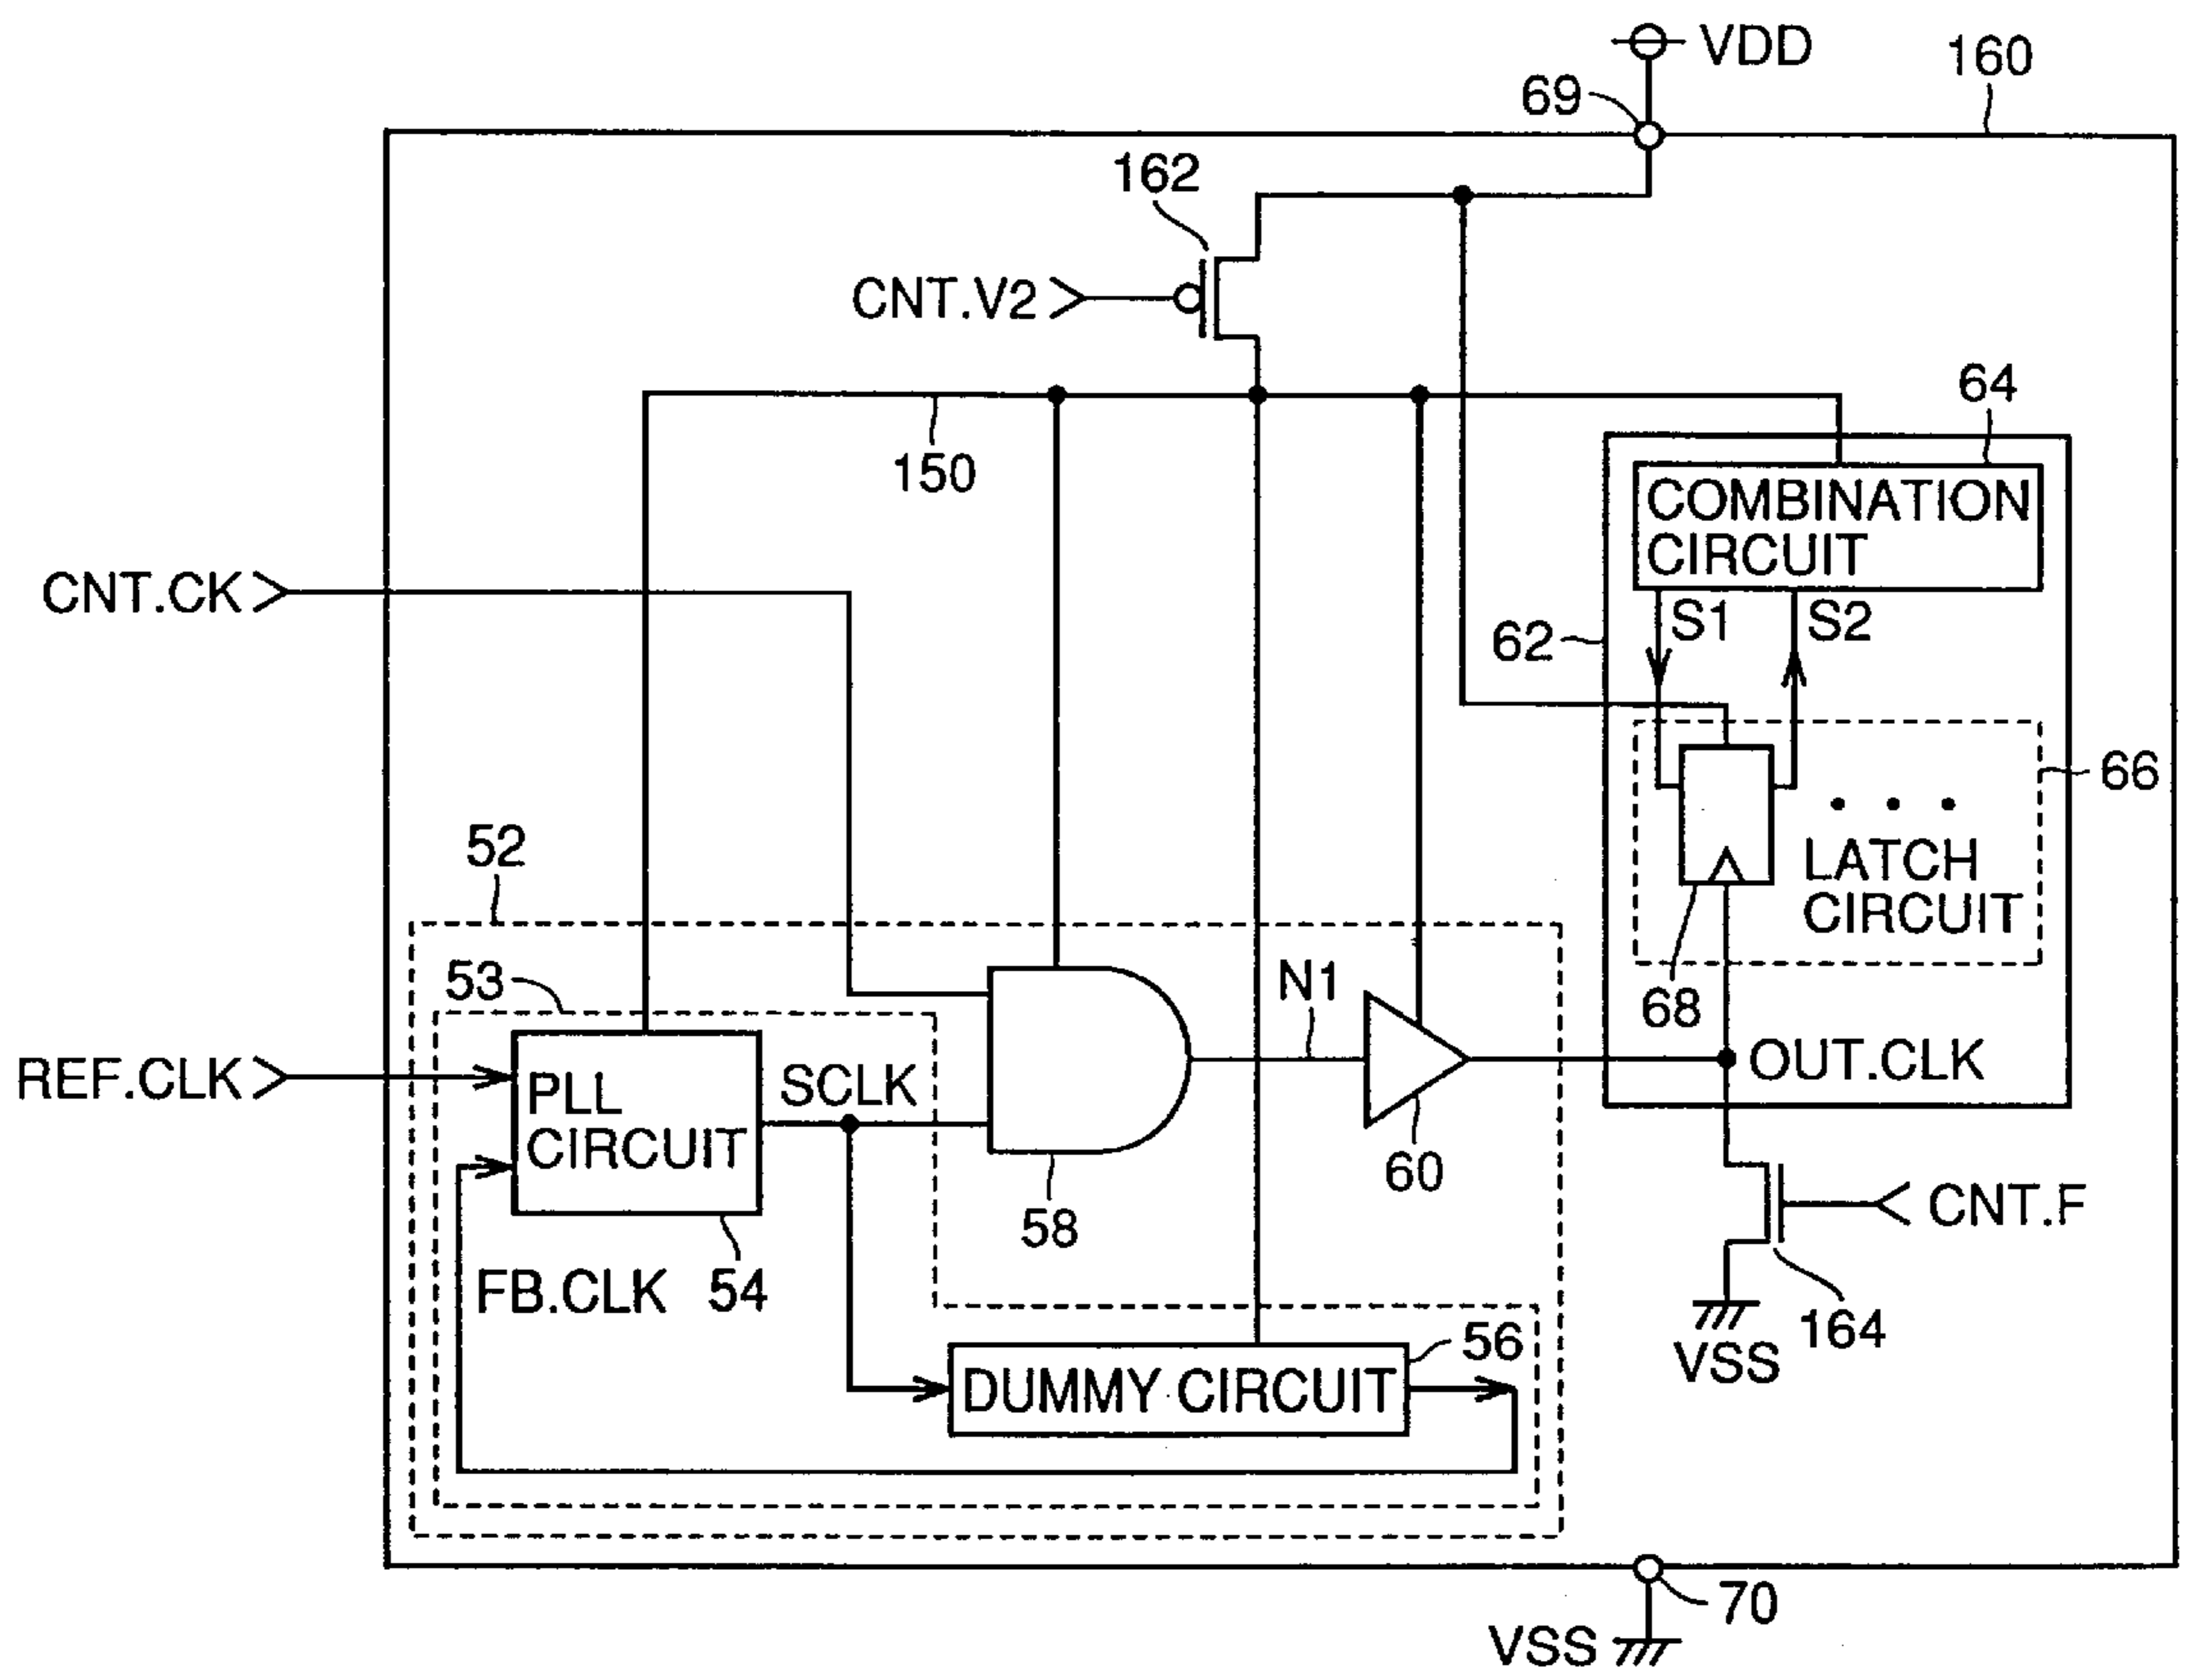 VDD
69
160
162
CNT.V2
64
150
COMBINATION
CIRCUIT
CNT.CK
S1
S2
62
66
52
LATCH
CIRCUIT
53
N1
68
REF.CLK
PLL
CIRCUIT
SCLK
OUT.CLK
60
58
CNT.F
FB.CLK
54
164
VSS
56
DUMMY CIRCUIT
70
VSS